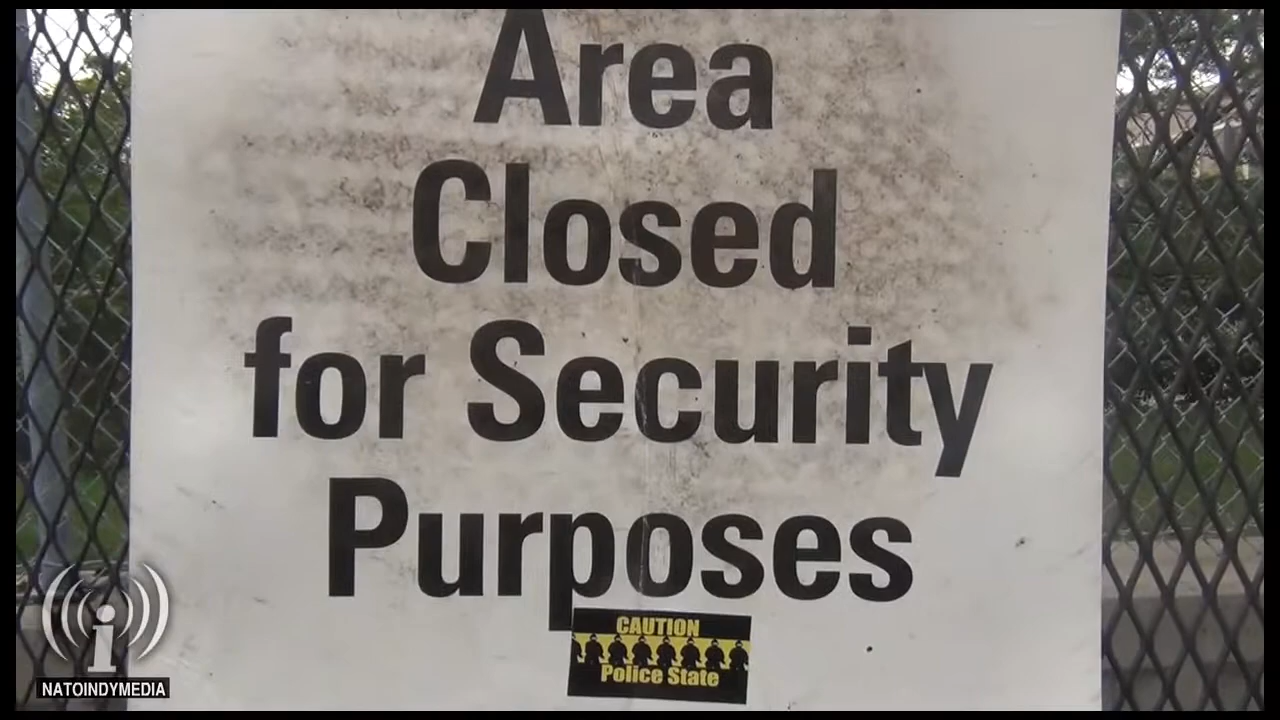 Area
Closed
for Security
Purposes
CAUTION
Police State
i
NATOINDYMEDIA